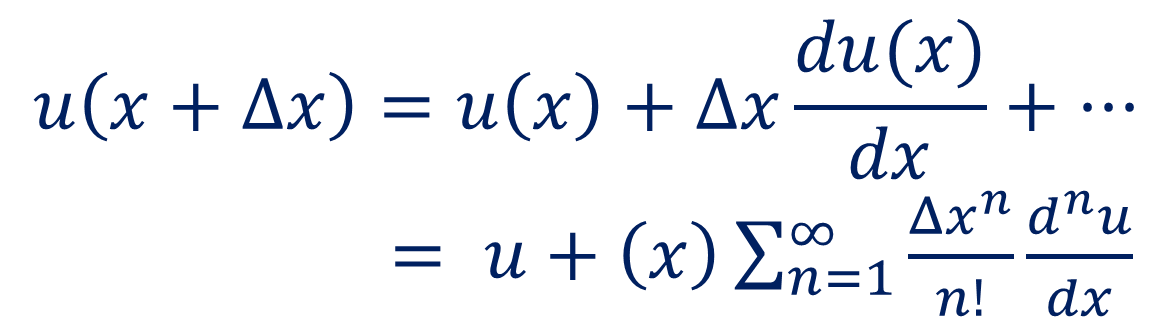 u(x + Δx) = u(x) + Δx du(x)/dx + ⋯
= u + (x) ∑_{n=1}^{∞} Δx^n/n! d^n u/dx